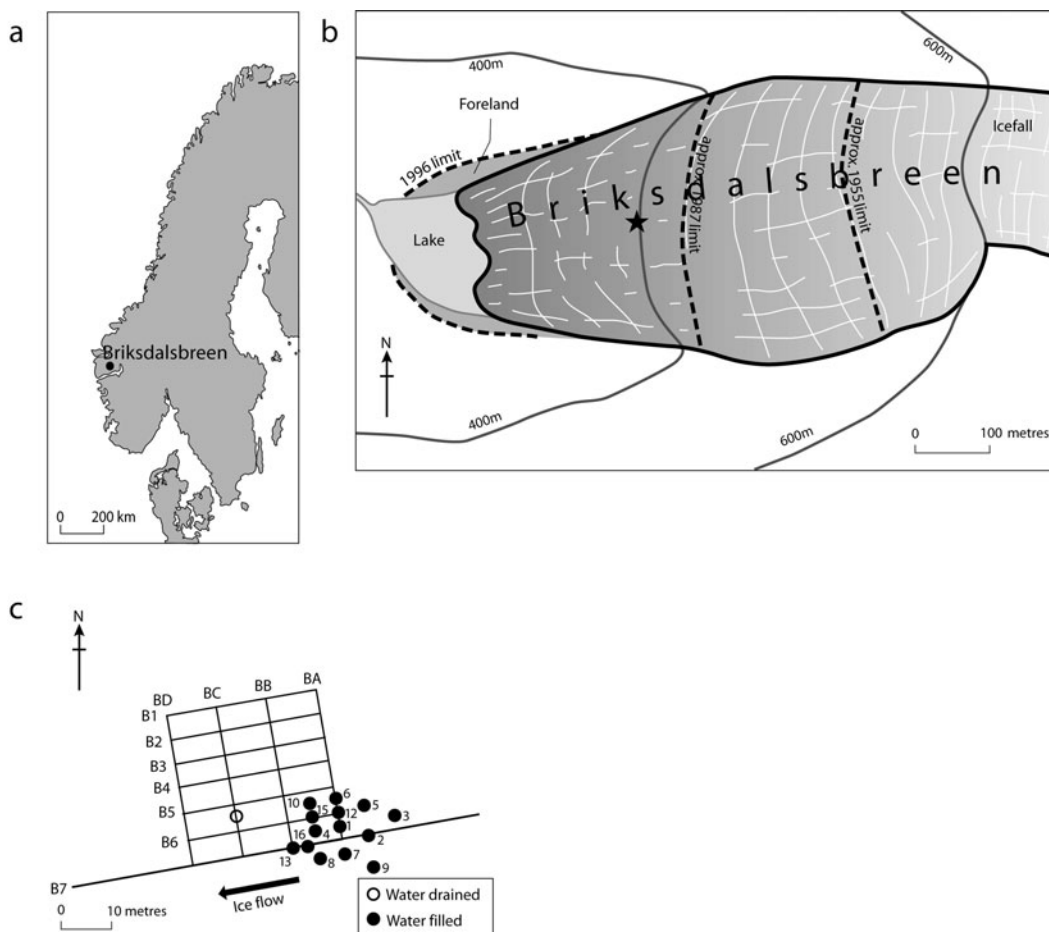 a
Briksdalsbreen
0 200 km
b
600m
400m
Foreland
Icefall
1996 limit
approx. 1987 limit
approx. 1955 limit
Briksdalsbreen
Lake
N
400m
600m
0 100 metres
c
N
BD BC BB BA
B1
B2
B3
B4
B5
B6
B7
6
10
5
15
12
3
16
4
1
2
13
8
7
9
Ice flow
0 10 metres
Water drained
Water filled